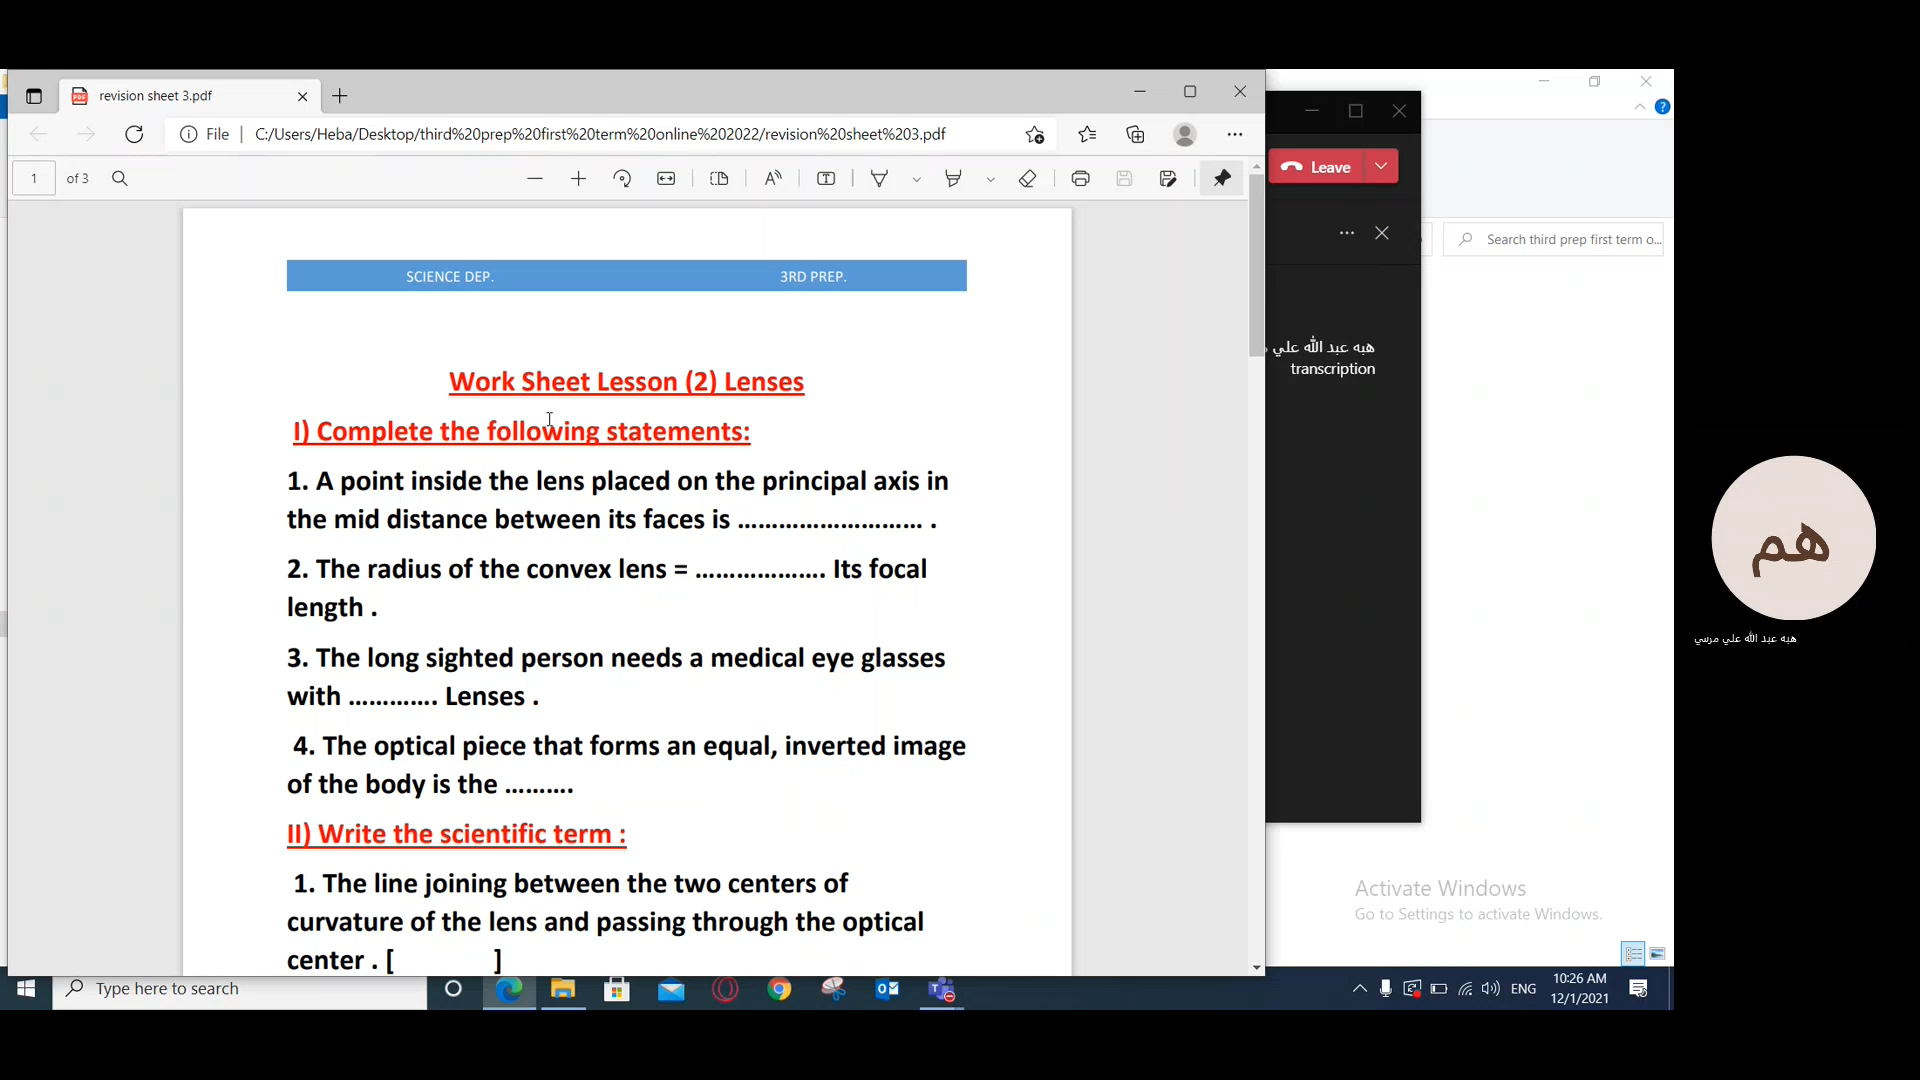 revision sheet 3.pdf
File
C:/Users/Heba/Desktop/third%20prep%20first%20term%20online%202022/revision%20sheet%203.pdf
1 of 3
Leave
Search third prep first term o...
SCIENCE DEP. 3RD PREP.
Work Sheet Lesson (2) Lenses
I) Complete the following statements:
1. A point inside the lens placed on the principal axis in
the mid distance between its faces is ……………………… .
2. The radius of the convex lens = ………………. Its focal
length .
3. The long sighted person needs a medical eye glasses
with …………. Lenses .
4. The optical piece that forms an equal, inverted image
of the body is the ……….
II) Write the scientific term :
1. The line joining between the two centers of
curvature of the lens and passing through the optical
center . [ ]
هبه عبد الله علي
transcription
هم
هبه عبد الله علي مرسي
Activate Windows
Go to Settings to activate Windows.
Type here to search
ENG
10:26 AM
12/1/2021